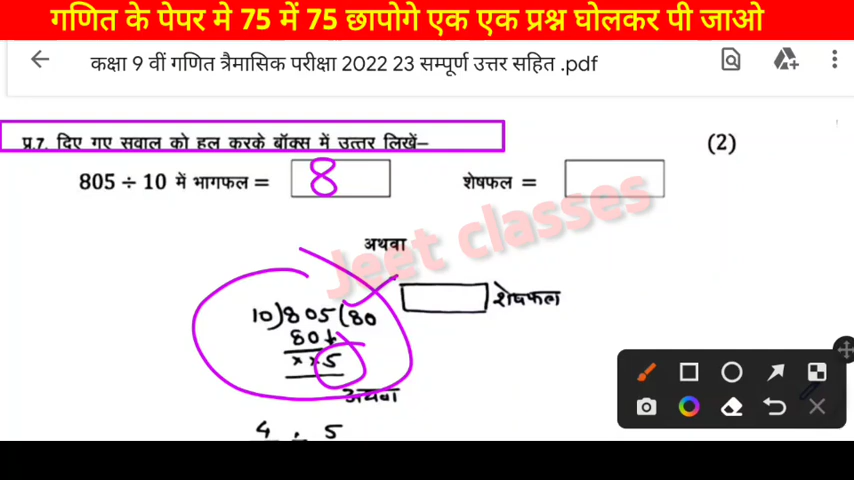 गणित के पेपर मे 75 में 75 छापोगे एक एक प्रश्न घोलकर पी जाओ
कक्षा 9 वीं गणित त्रैमासिक परीक्षा 2022 23 सम्पूर्ण उत्तर सहित .pdf
प्र.7. दिए गए सवाल को हल करके बॉक्स में उत्तर लिखें– (2)
805 ÷ 10 में भागफल = 8 शेषफल =
Jeet classes
अथवा
शेषफल
10)805(80
80↓
××5
अथवा
4 ÷ 5